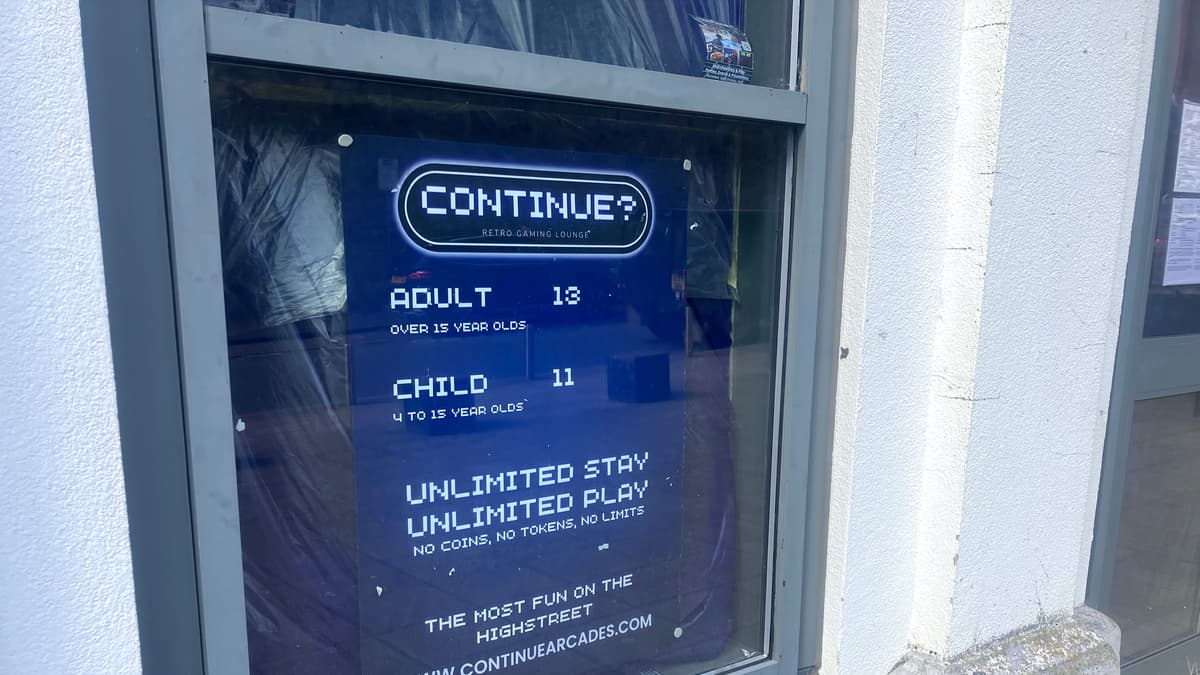 CONTINUE?
RETRO GAMING LOUNGE
ADULT 13
OVER 15 YEAR OLDS
CHILD 11
4 TO 15 YEAR OLDS
UNLIMITED STAY
UNLIMITED PLAY
NO COINS, NO TOKENS, NO LIMITS
THE MOST FUN ON THE
HIGHSTREET
WW.CONTINUEARCADES.COM